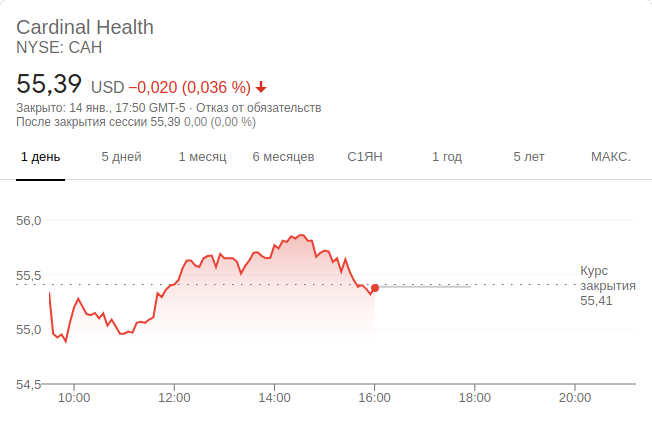 Cardinal Health
NYSE: CAH
55,39 USD −0,020 (0,036 %)
Закрыто: 14 янв., 17:50 GMT-5 · Отказ от обязательств
После закрытия сессии 55,39 0,00 (0,00 %)
1 день 5 дней 1 месяц 6 месяцев С1ЯН 1 год 5 лет МАКС.
56,0
55,5
55,0
54,5
Курс
закрытия
55,41
10:00 12:00 14:00 16:00 18:00 20:00